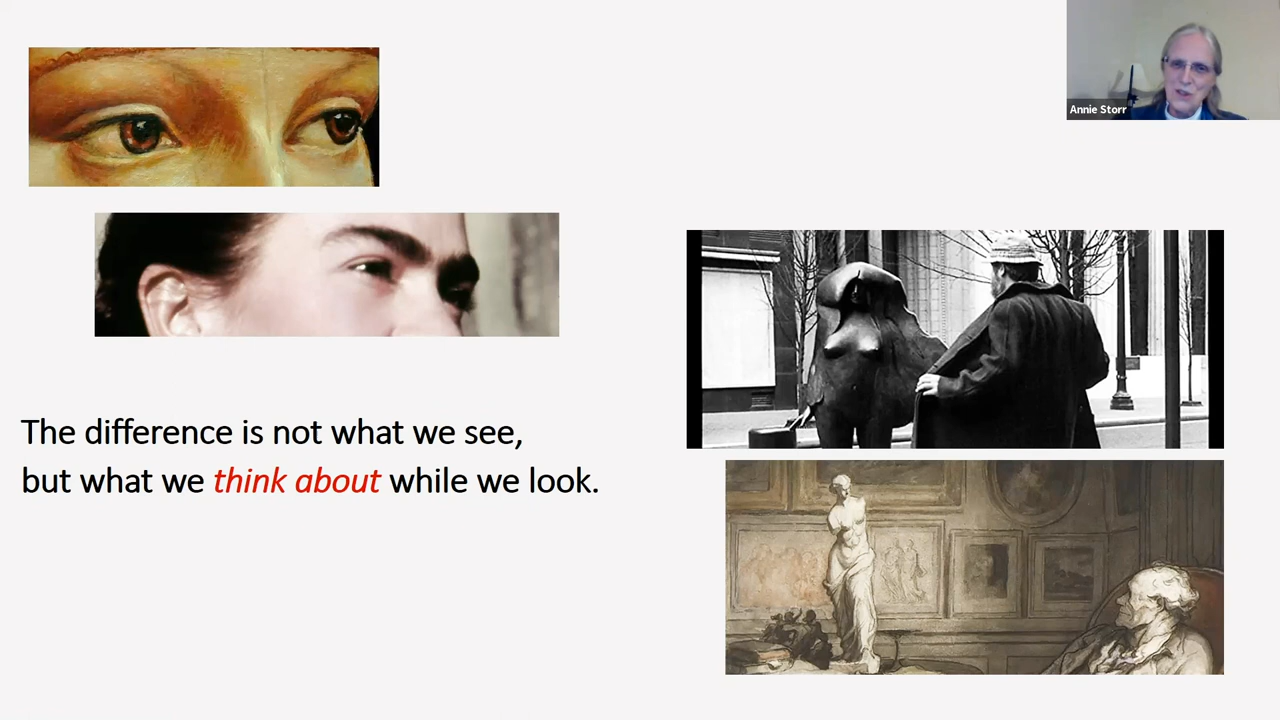 Annie Storr
The difference is not what we see,
but what we think about while we look.